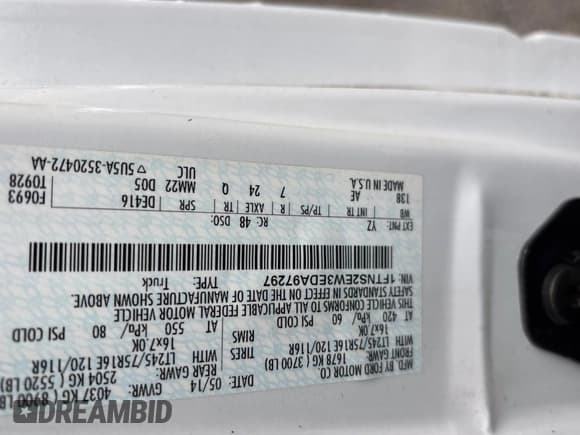 MFD. BY FORD MOTOR CO
05/14 GVWR: 4037 KG ( 8900 LB
FRONT GAWR: REAR GAWR:
1678 KG (3700 LB) WITH 2504 KG ( 5520 LB) WITH
LT245/75R16E 120/116R TIRES LT245/75R16E 120/116R
16x7.0K RIMS 16x7.0K
AT 420 kPa/ 60 PSI COLD AT 550 kPa/ 80 PSI COLD
THIS VEHICLE CONFORMS TO ALL APPLICABLE FEDERAL MOTOR VEHICLE
SAFETY STANDARDS IN EFFECT ON THE DATE OF MANUFACTURE SHOWN ABOVE.
VIN: 1FTNS2EW3EDA97297
TYPE: Truck
F0693
T0928
EXT PNT: YZ RC: 48 DSO:
WB INT TR TP/PS R AXLE TR SPR DE416
138 AE 7 24 Q MM22 D05
MADE IN U.S.A. ULC
▽5U5A-3520472-AA
© DREAMBID